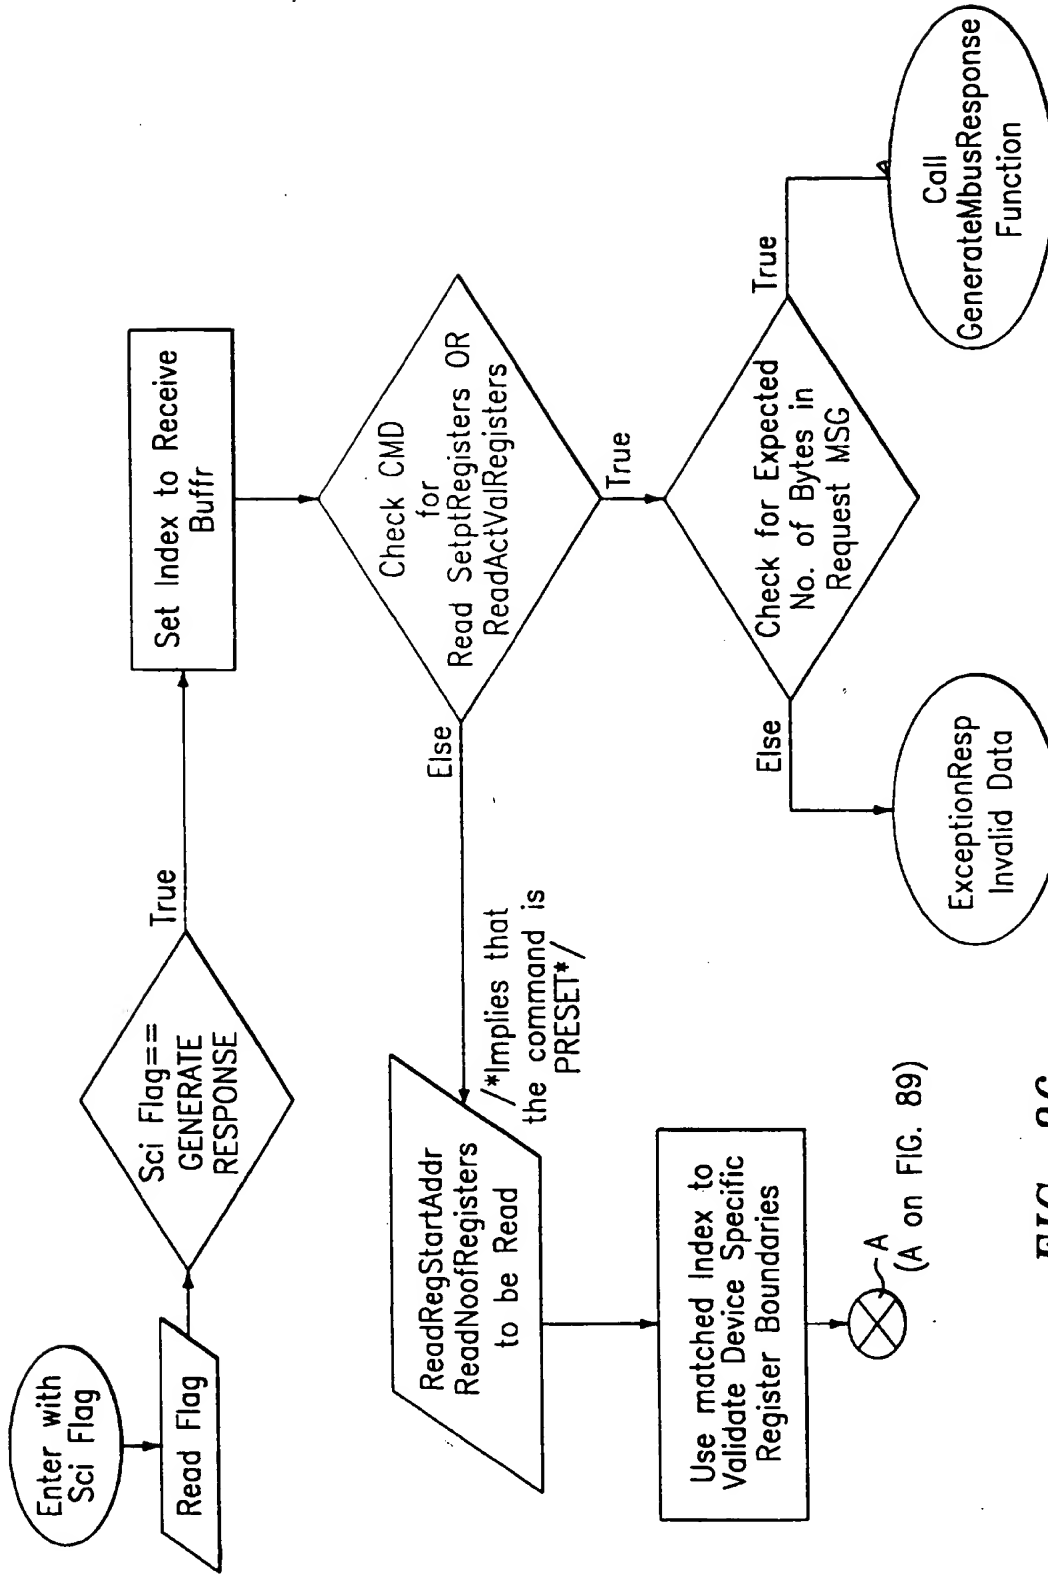 Enter with
Sci Flag
Read Flag
Sci Flag==
GENERATE
RESPONSE
True
Set Index to Receive
Buffr
Check CMD
for
Read SetptRegisters OR
ReadActValRegisters
Else
True
/*Implies that
the command is
PRESET*/
ReadRegStartAddr
ReadNoofRegisters
to be Read
Use matched Index to
Validate Device Specific
Register Boundaries
A
(A on FIG. 89)
Check for Expected
No. of Bytes in
Request MSG
Else
True
ExceptionResp
Invalid Data
Call
GenerateMbusResponse
Function